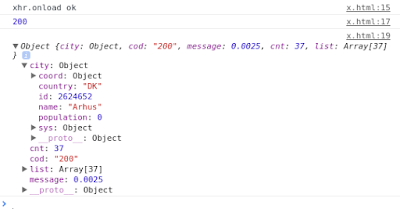 xhr.onload ok x.html:15
200 x.html:17
x.html:19
Object {city: Object, cod: "200", message: 0.0025, cnt: 37, list: Array[37]
} i
city: Object
coord: Object
country: "DK"
id: 2624652
name: "Arhus"
population: 0
sys: Object
__proto__: Object
cnt: 37
cod: "200"
list: Array[37]
message: 0.0025
__proto__: Object